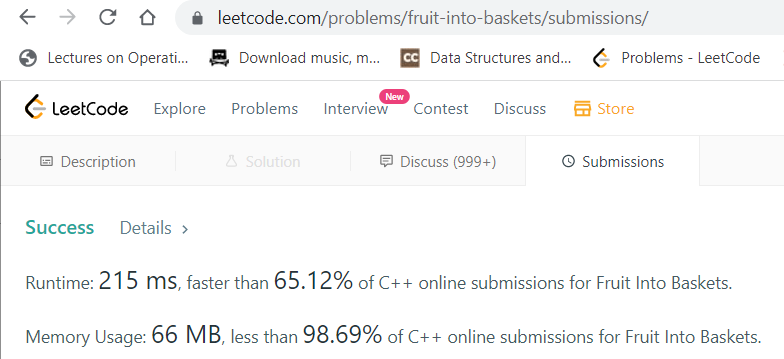 leetcode.com/problems/fruit-into-baskets/submissions/
Lectures on Operati... Download music, m... CC Data Structures and... Problems - LeetCode
LeetCode Explore Problems Interview New Contest Discuss Store
Description Solution Discuss (999+) Submissions
Success Details >
Runtime: 215 ms, faster than 65.12% of C++ online submissions for Fruit Into Baskets.
Memory Usage: 66 MB, less than 98.69% of C++ online submissions for Fruit Into Baskets.